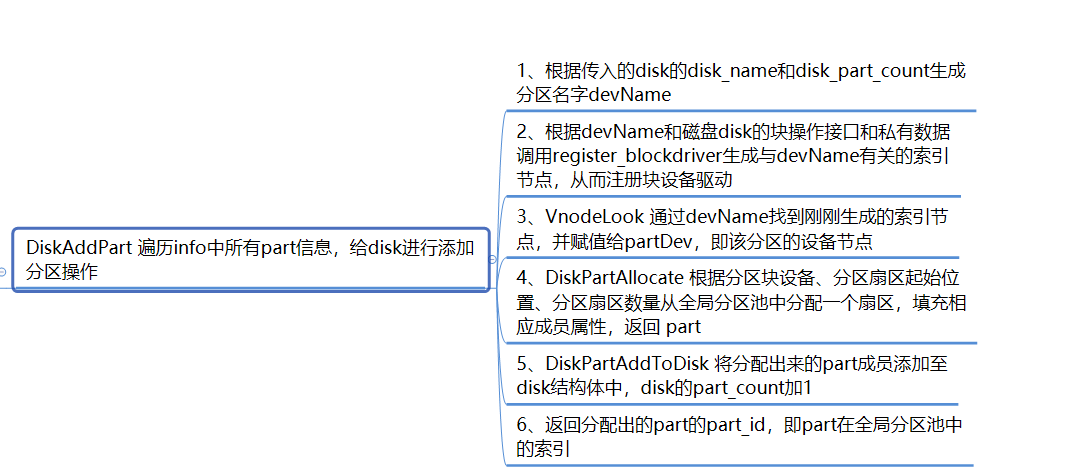 DiskAddPart 遍历info中所有part信息，给disk进行添加
分区操作
1、根据传入的disk的disk_name和disk_part_count生成
分区名字devName
2、根据devName和磁盘disk的块操作接口和私有数据
调用register_blockdriver生成与devName有关的索引
节点，从而注册块设备驱动
3、VnodeLook 通过devName找到刚刚生成的索引节
点，并赋值给partDev，即该分区的设备节点
4、DiskPartAllocate 根据分区块设备、分区扇区起始位
置、分区扇区数量从全局分区池中分配一个扇区，填充相
应成员属性，返回 part
5、DiskPartAddToDisk 将分配出来的part成员添加至
disk结构体中，disk的part_count加1
6、返回分配出的part的part_id，即part在全局分区池中
的索引